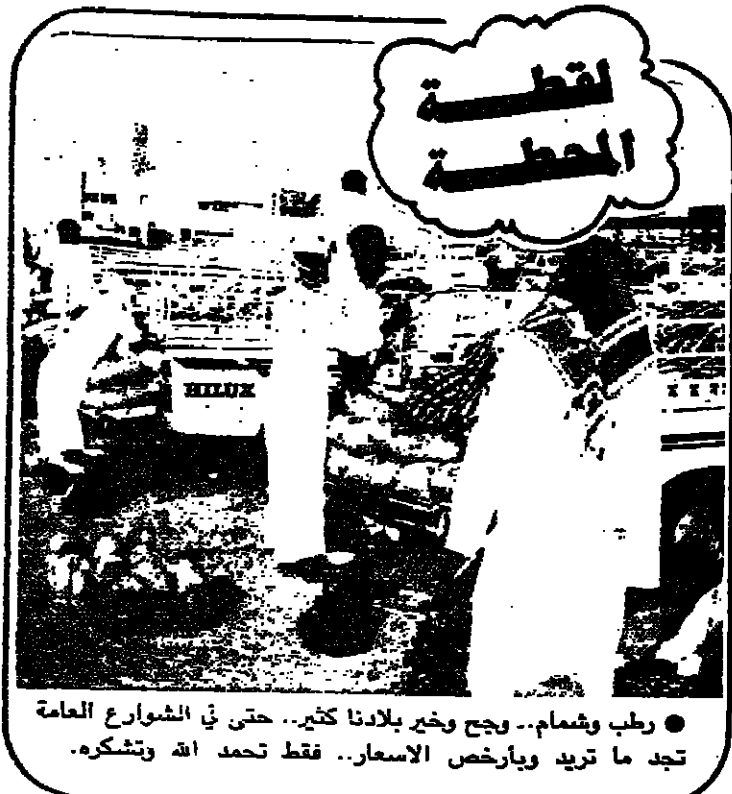 لقطة
المحطة
HILUX
● رطب وشمام.. وجح وخير بلادنا كثير.. حتى في الشوارع العامة
تجد ما تريد وبأرخص الاسعار.. فقط تحمد الله وتشكره.